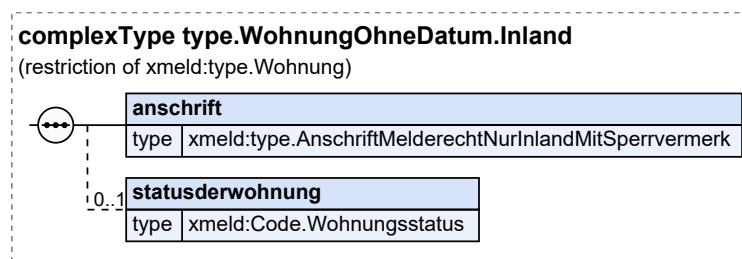 complexType type.WohnungOhneDatum.Inland
(restriction of xmeld:type.Wohnung)
anschrift
type xmeld:type.AnschriftMelderechtNurInlandMitSperrvermerk
0..1 statusderwohnung
type xmeld:Code.Wohnungsstatus